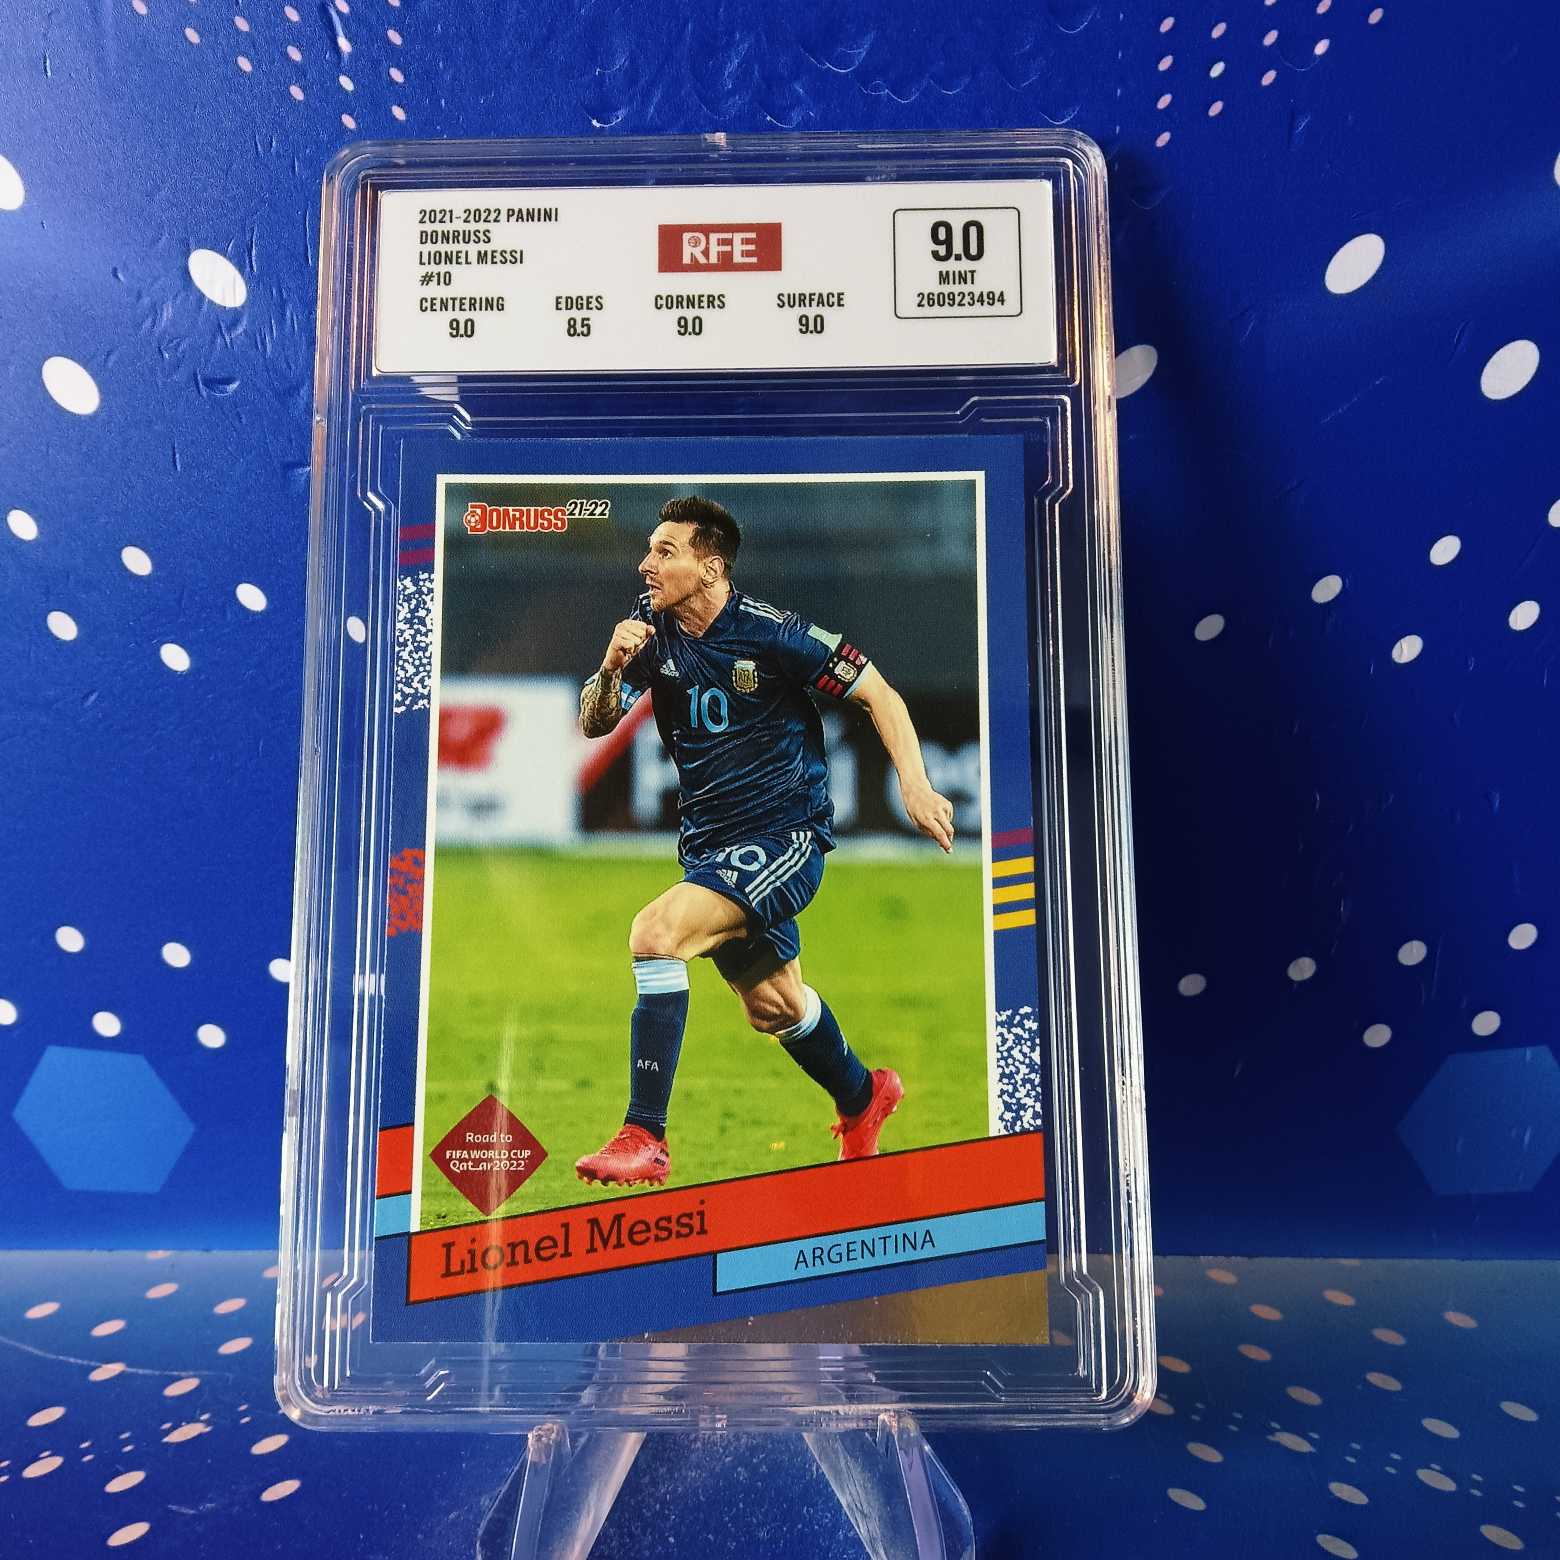 2021-2022 PANINI
DONRUSS
LIONEL MESSI
#10
RFE
9.0
MINT
260923494
CENTERING EDGES CORNERS SURFACE
9.0 8.5 9.0 9.0
DONRUSS 21-22
adidas
10
AFA
10
AFA
Road to
FIFA WORLD CUP
Qatar2022
Lionel Messi
ARGENTINA